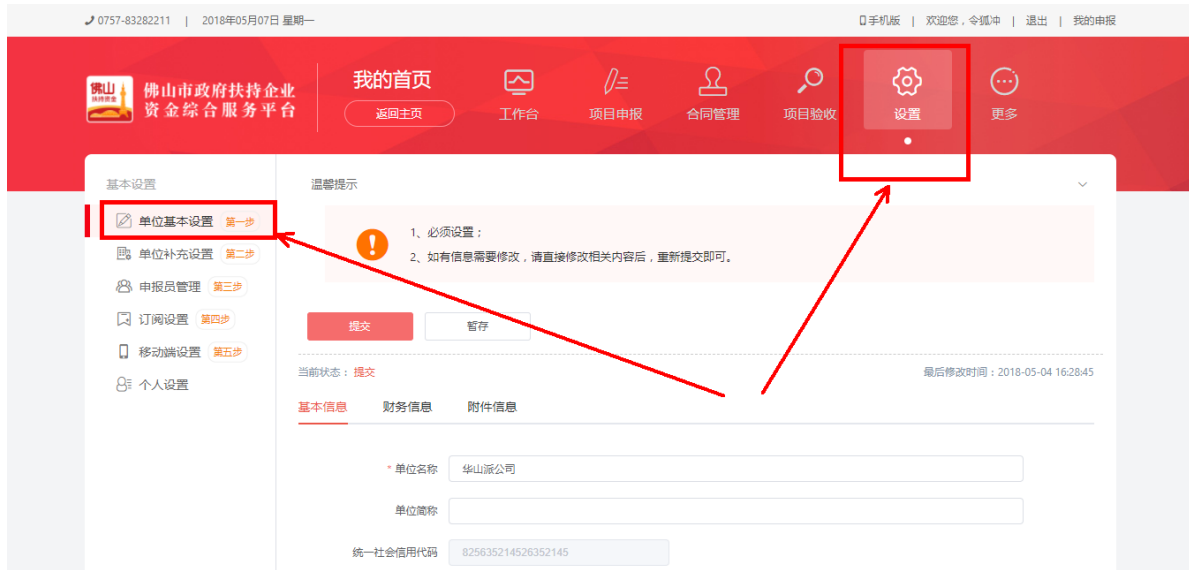 0757-83282211 | 2018年05月07日 星期一
手机版 | 欢迎您，令狐冲 | 退出 | 我的申报
佛山
扶持资金
佛山市政府扶持企业
资金综合服务平台
我的首页
返回主页
工作台
项目申报
合同管理
项目验收
设置
更多
基本设置
单位基本设置 第一步
单位补充设置 第二步
申报员管理 第三步
订阅设置 第四步
移动端设置 第五步
个人设置
温馨提示
1、必须设置；
2、如有信息需要修改，请直接修改相关内容后，重新提交即可。
提交 暂存
当前状态：提交
最后修改时间：2018-05-04 16:28:45
基本信息 财务信息 附件信息
* 单位名称 华山派公司
单位简称
统一社会信用代码 825635214526352145